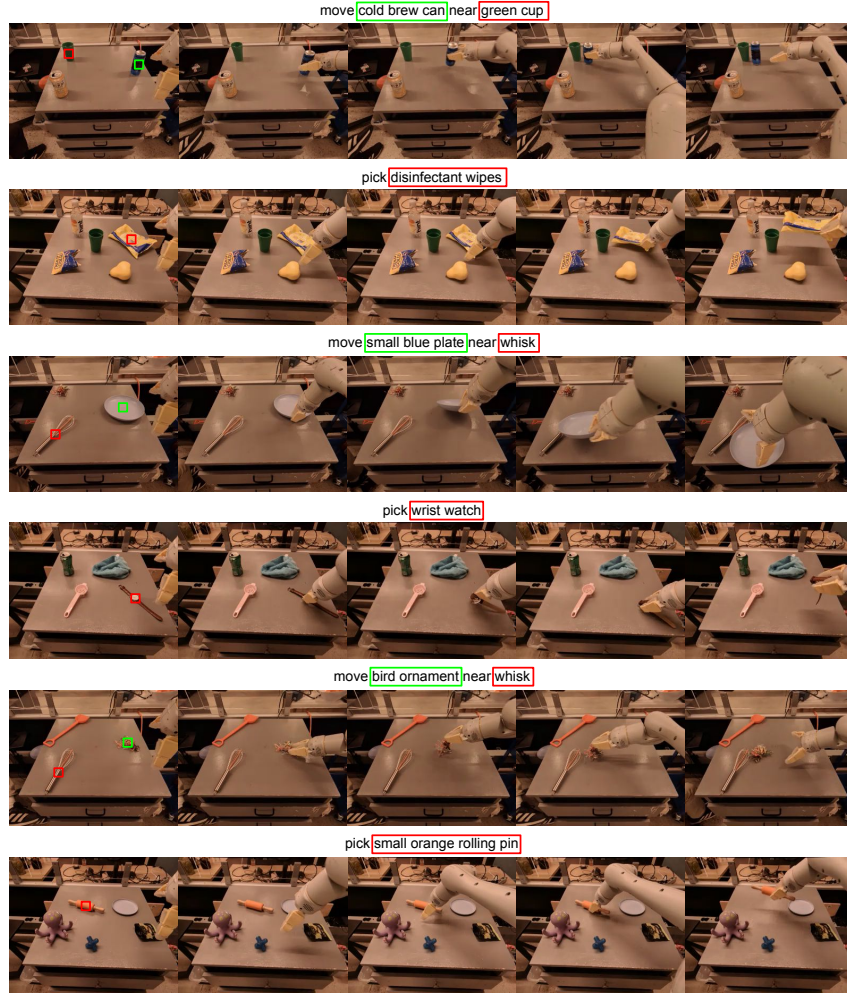 move cold brew can near green cup
pick disinfectant wipes
move small blue plate near whisk
pick wrist watch
move bird ornament near whisk
pick small orange rolling pin